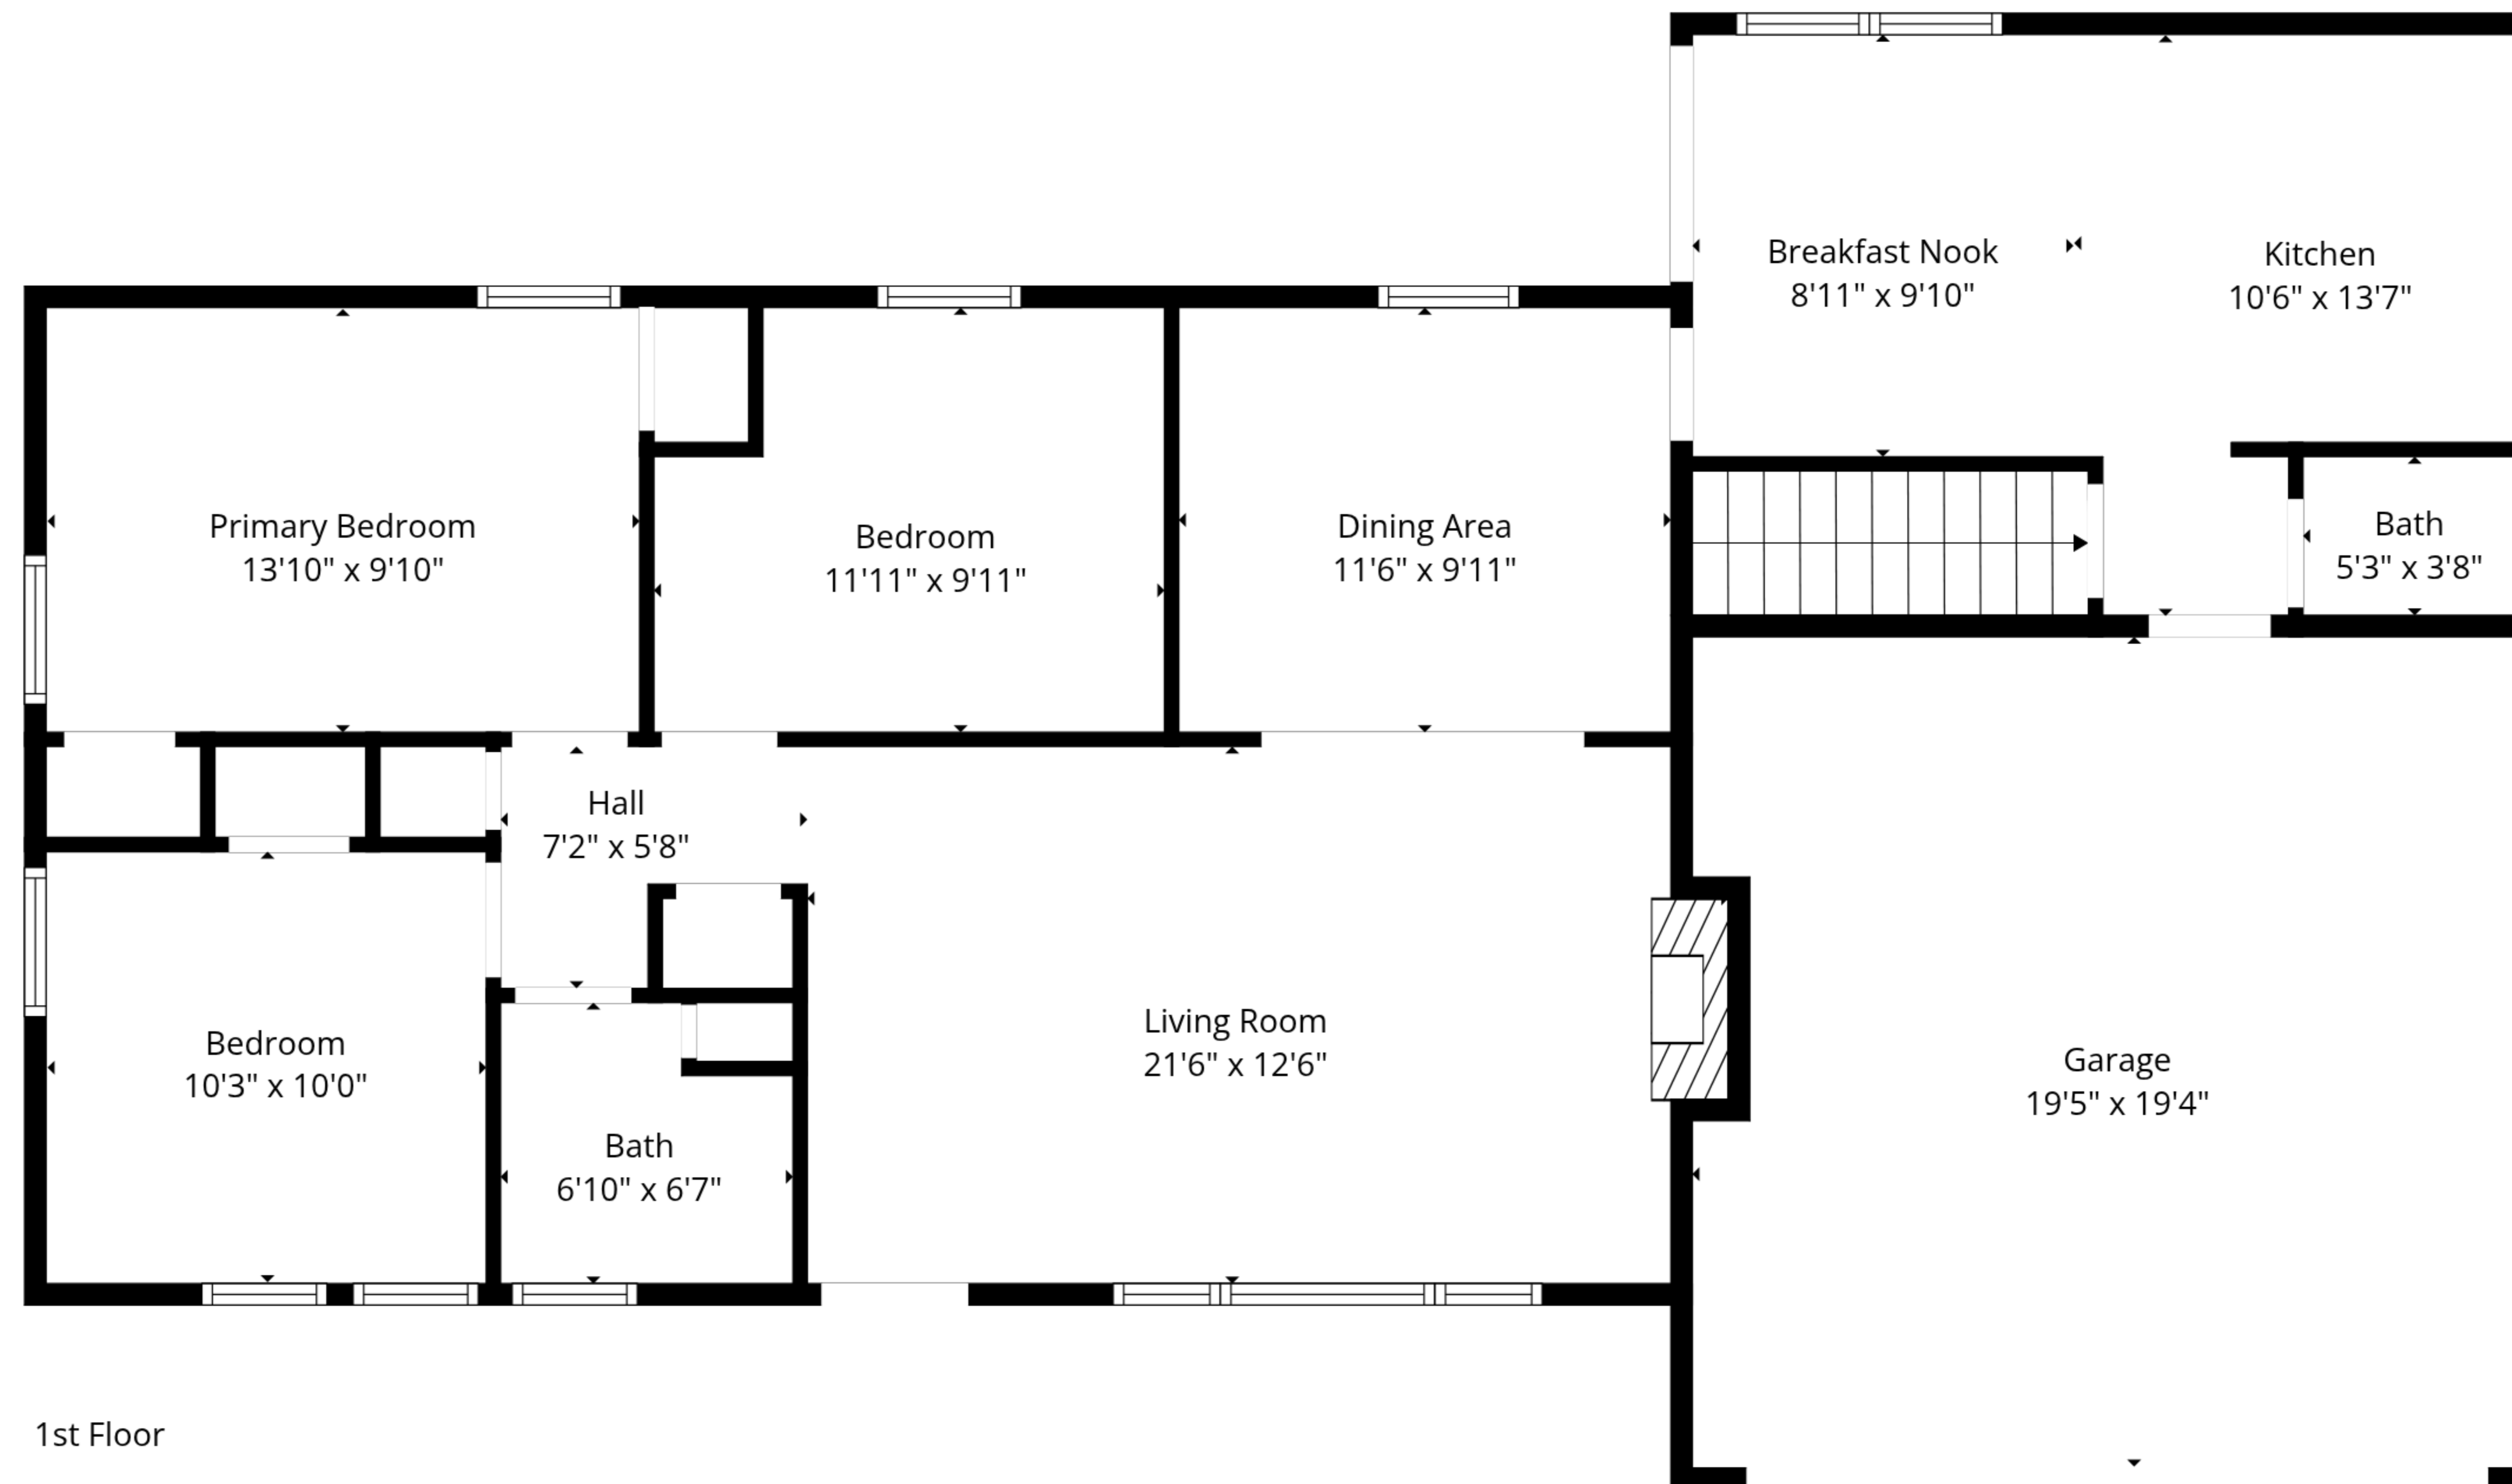 Breakfast Nook
8'11" x 9'10"
Kitchen
10'6" x 13'7"
Primary Bedroom
13'10" x 9'10"
Bedroom
11'11" x 9'11"
Dining Area
11'6" x 9'11"
Bath
5'3" x 3'8"
Hall
7'2" x 5'8"
Bedroom
10'3" x 10'0"
Bath
6'10" x 6'7"
Living Room
21'6" x 12'6"
Garage
19'5" x 19'4"
1st Floor